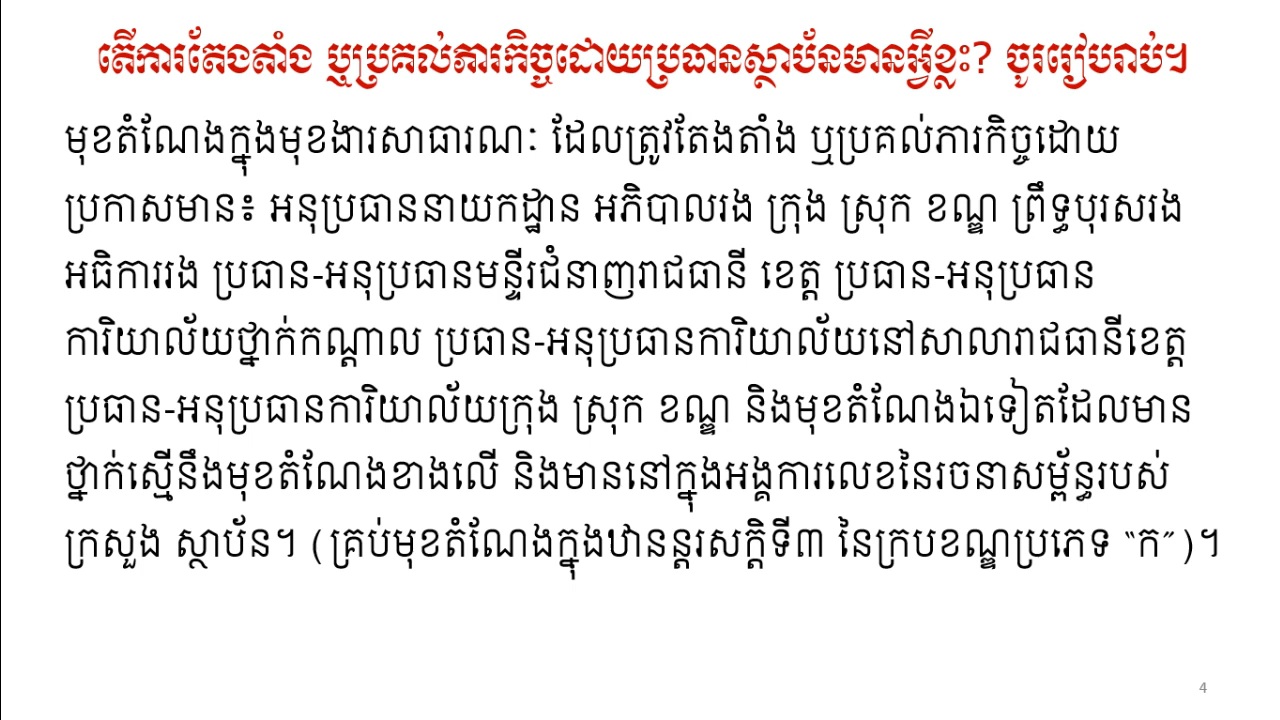 តើការតែងតាំង ឬប្រគល់ភារកិច្ចដោយប្រធានស្ថាប័នមានអ្វីខ្លះ? ចូររៀបរាប់។
មុខតំណែងក្នុងមុខងារសាធារណៈ ដែលត្រូវតែងតាំង ឬប្រគល់ភារកិច្ចដោយ
ប្រកាសមាន៖ អនុប្រធាននាយកដ្ឋាន អភិបាលរង ក្រុង ស្រុក ខណ្ឌ ព្រឹទ្ធបុរសរង
អធិការរង ប្រធាន-អនុប្រធានមន្ទីរជំនាញរាជធានី ខេត្ត ប្រធាន-អនុប្រធាន
ការិយាល័យថ្នាក់កណ្តាល ប្រធាន-អនុប្រធានការិយាល័យនៅសាលារាជធានីខេត្ត
ប្រធាន-អនុប្រធានការិយាល័យក្រុង ស្រុក ខណ្ឌ និងមុខតំណែងឯទៀតដែលមាន
ថ្នាក់ស្មើនឹងមុខតំណែងខាងលើ និងមាននៅក្នុងអង្គការលេខនៃរចនាសម្ព័ន្ធរបស់
ក្រសួង ស្ថាប័ន។ (គ្រប់មុខតំណែងក្នុងឋានន្តរសក្តិទី៣ នៃក្របខណ្ឌប្រភេទ “ក”)។
4